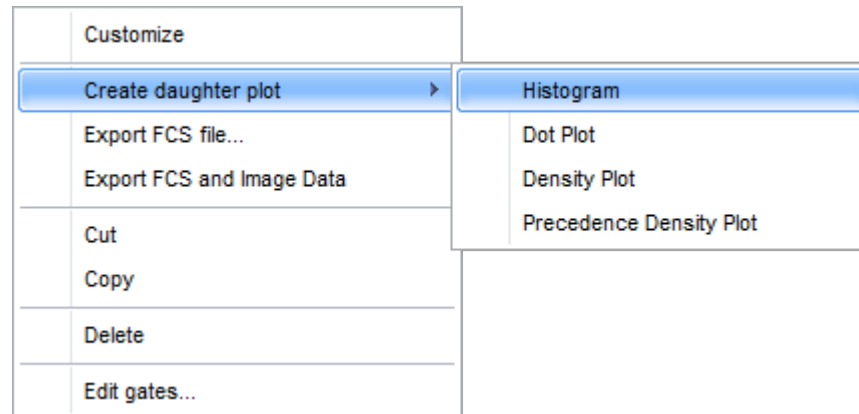 Customize
Create daughter plot
Export FCS file...
Export FCS and Image Data
Cut
Copy
Delete
Edit gates...
Histogram
Dot Plot
Density Plot
Precedence Density Plot